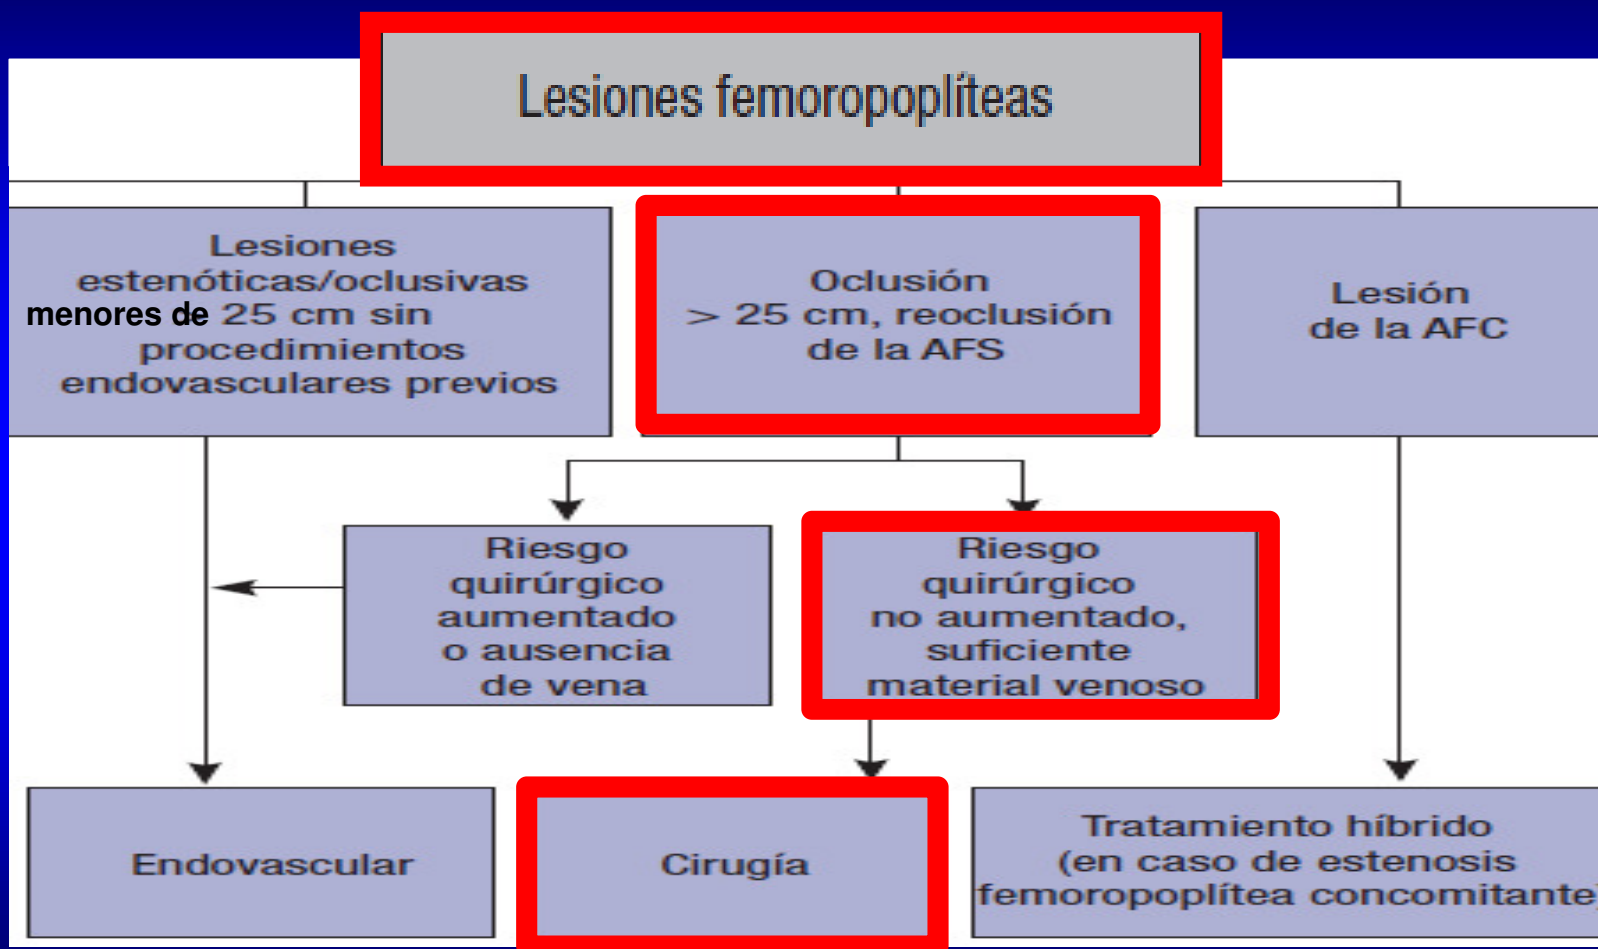 Lesiones femoropoplíteas
Lesiones
estenóticas/oclusivas
menores de 25 cm sin
procedimientos
endovasculares previos
Oclusión
> 25 cm, reoclusión
de la AFS
Lesión
de la AFC
Riesgo
quirúrgico
aumentado
o ausencia
de vena
Riesgo
quirúrgico
no aumentado,
suficiente
material venoso
Endovascular
Cirugía
Tratamiento híbrido
(en caso de estenosis
femoropoplítea concomitante)